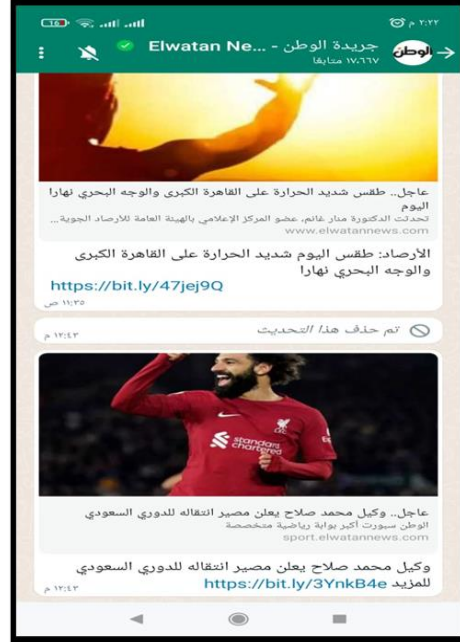 ٣:٢٢ م
16
الوطن
جريدة الوطن - ...Elwatan Ne
١٧،٦٦٧ متابعًا
عاجل.. طقس شديد الحرارة على القاهرة الكبرى والوجه البحري نهارا
اليوم
تحدثت الدكتورة منار غانم، عضو المركز الإعلامي بالهيئة العامة للأرصاد الجوية...
www.elwatannews.com
الأرصاد: طقس اليوم شديد الحرارة على القاهرة الكبرى
والوجه البحري نهارا
https://bit.ly/47jej9Q
١١:٣٥ ص
تم حذف هذا التحديث
١٢:٤٣ م
standard
chartered
عاجل.. وكيل محمد صلاح يعلن مصير انتقاله للدوري السعودي
الوطن سبورت أكبر بوابة رياضية متخصصة
sport.elwatannews.com
وكيل محمد صلاح يعلن مصير انتقاله للدوري السعودي
للمزيد https://bit.ly/3YnkB4e
١٢:٤٣ م